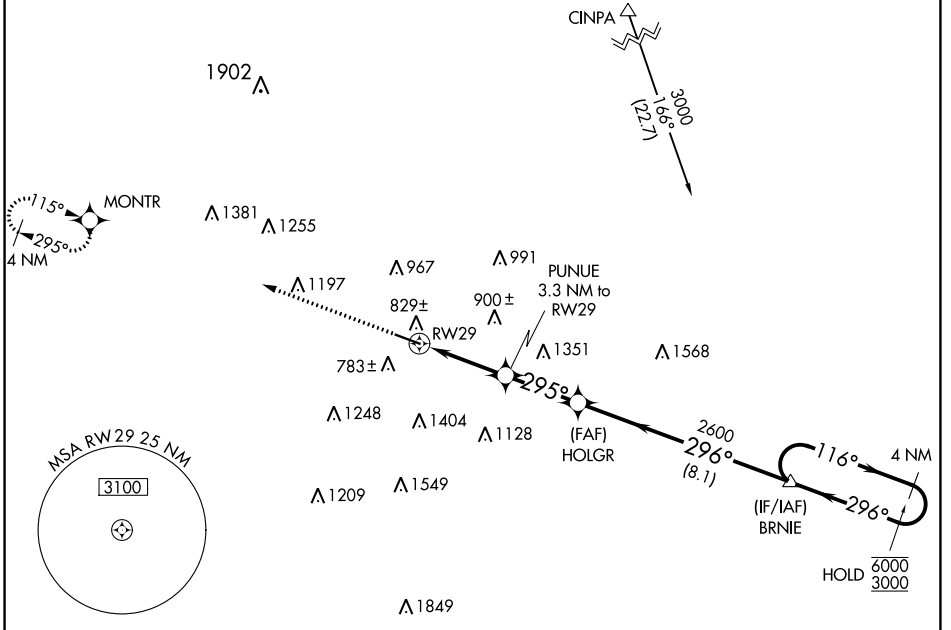 CINPA
3000
166°
(22.7)
1902
115°
MONTR
295°
4 NM
1381
1255
967
991
1197
PUNUE
3.3 NM to
RW29
829±
900±
RW29
1351
1568
783±
295°
1248
1404
1128
(FAF)
HOLGR
2600
296°
(8.1)
116°
4 NM
296°
(IF/IAF)
BRNIE
HOLD 6000
3000
MSA RW29 25 NM
3100
1209
1549
1849